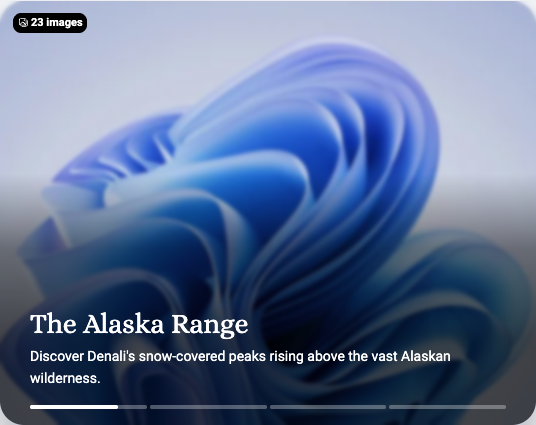 23 images
The Alaska Range
Discover Denali's snow-covered peaks rising above the vast Alaskan
wilderness.